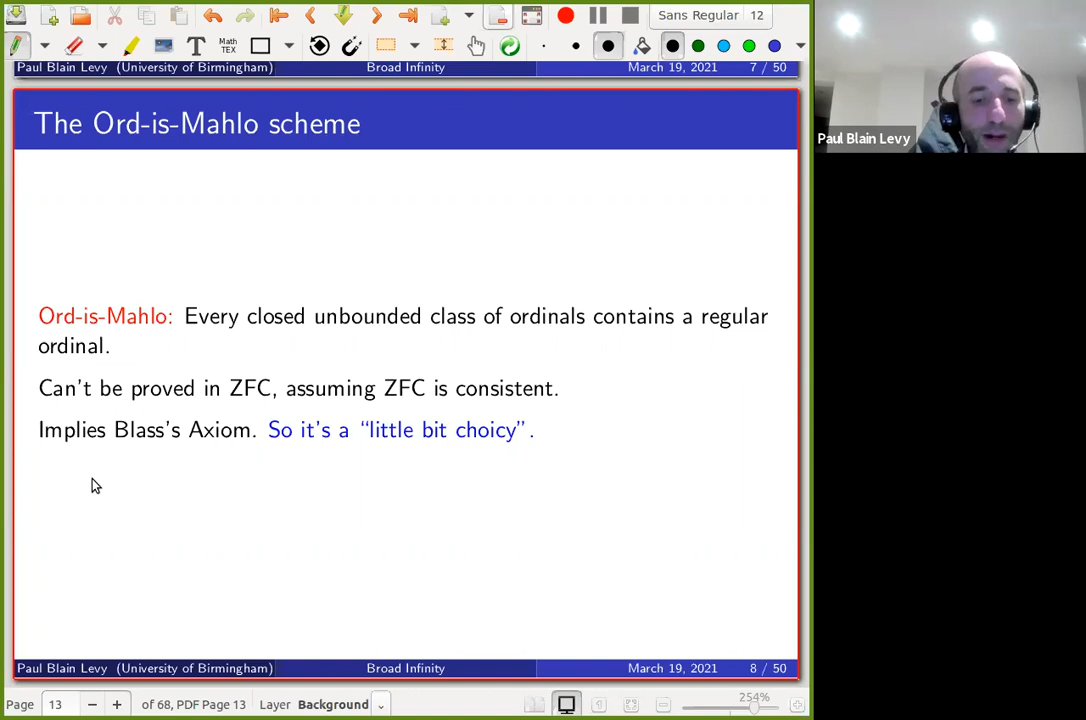 Sans Regular 12
Math
TEX
Paul Blain Levy (University of Birmingham) Broad Infinity March 19, 2021 7 / 50
The Ord-is-Mahlo scheme
Ord-is-Mahlo: Every closed unbounded class of ordinals contains a regular
ordinal.
Can't be proved in ZFC, assuming ZFC is consistent.
Implies Blass's Axiom. So it's a “little bit choicy”.
Paul Blain Levy (University of Birmingham) Broad Infinity March 19, 2021 8 / 50
Page 13 of 68, PDF Page 13 Layer Background 254%
Paul Blain Levy